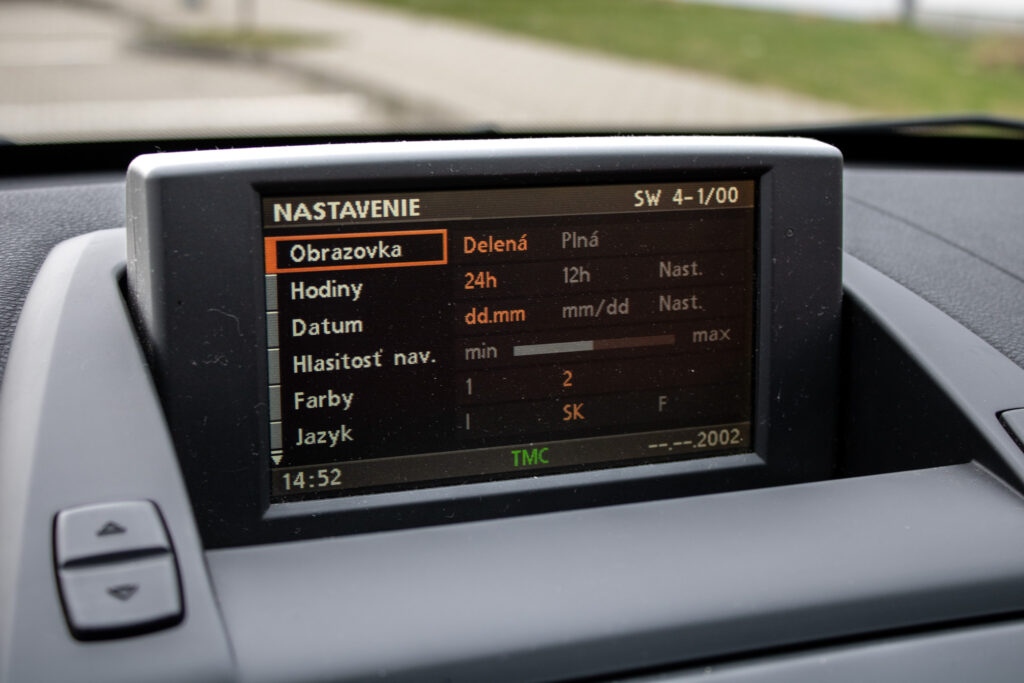 NASTAVENIE SW 4-1/00
Obrazovka Delená Plná
Hodiny 24h 12h Nast.
Datum dd.mm mm/dd Nast.
Hlasitosť nav. min max
Farby 1 2
Jazyk I SK F
14:52 TMC --.--.2002